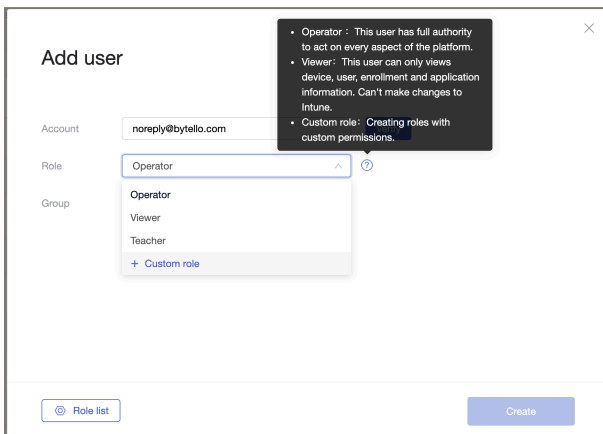 Add user
• Operator： This user has full authority
to act on every aspect of the platform.
• Viewer：This user can only views
device, user, enrollment and application
information. Can't make changes to
Intune.
• Custom role：Creating roles with
custom permissions.
Account
noreply@bytello.com
Verify
Role
Operator
?
Group
Operator
Viewer
Teacher
+ Custom role
Role list
Create